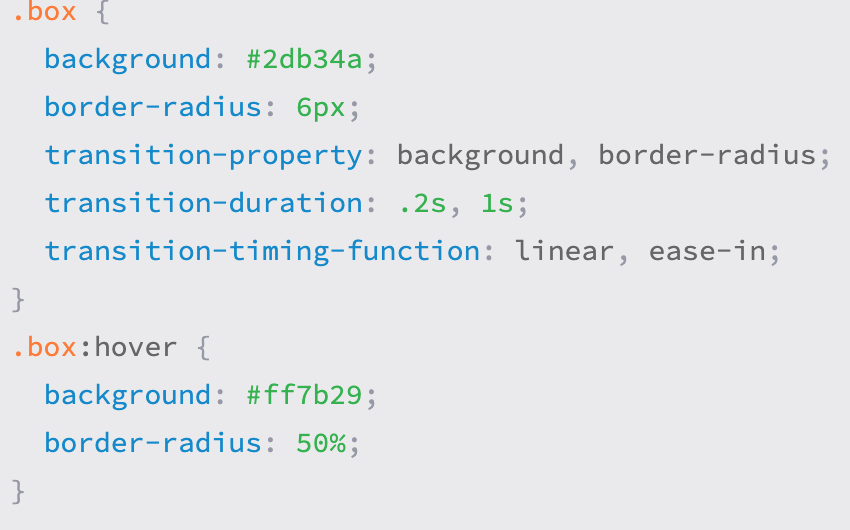 .box {
  background: #2db34a;
  border-radius: 6px;
  transition-property: background, border-radius;
  transition-duration: .2s, 1s;
  transition-timing-function: linear, ease-in;
}
.box:hover {
  background: #ff7b29;
  border-radius: 50%;
}